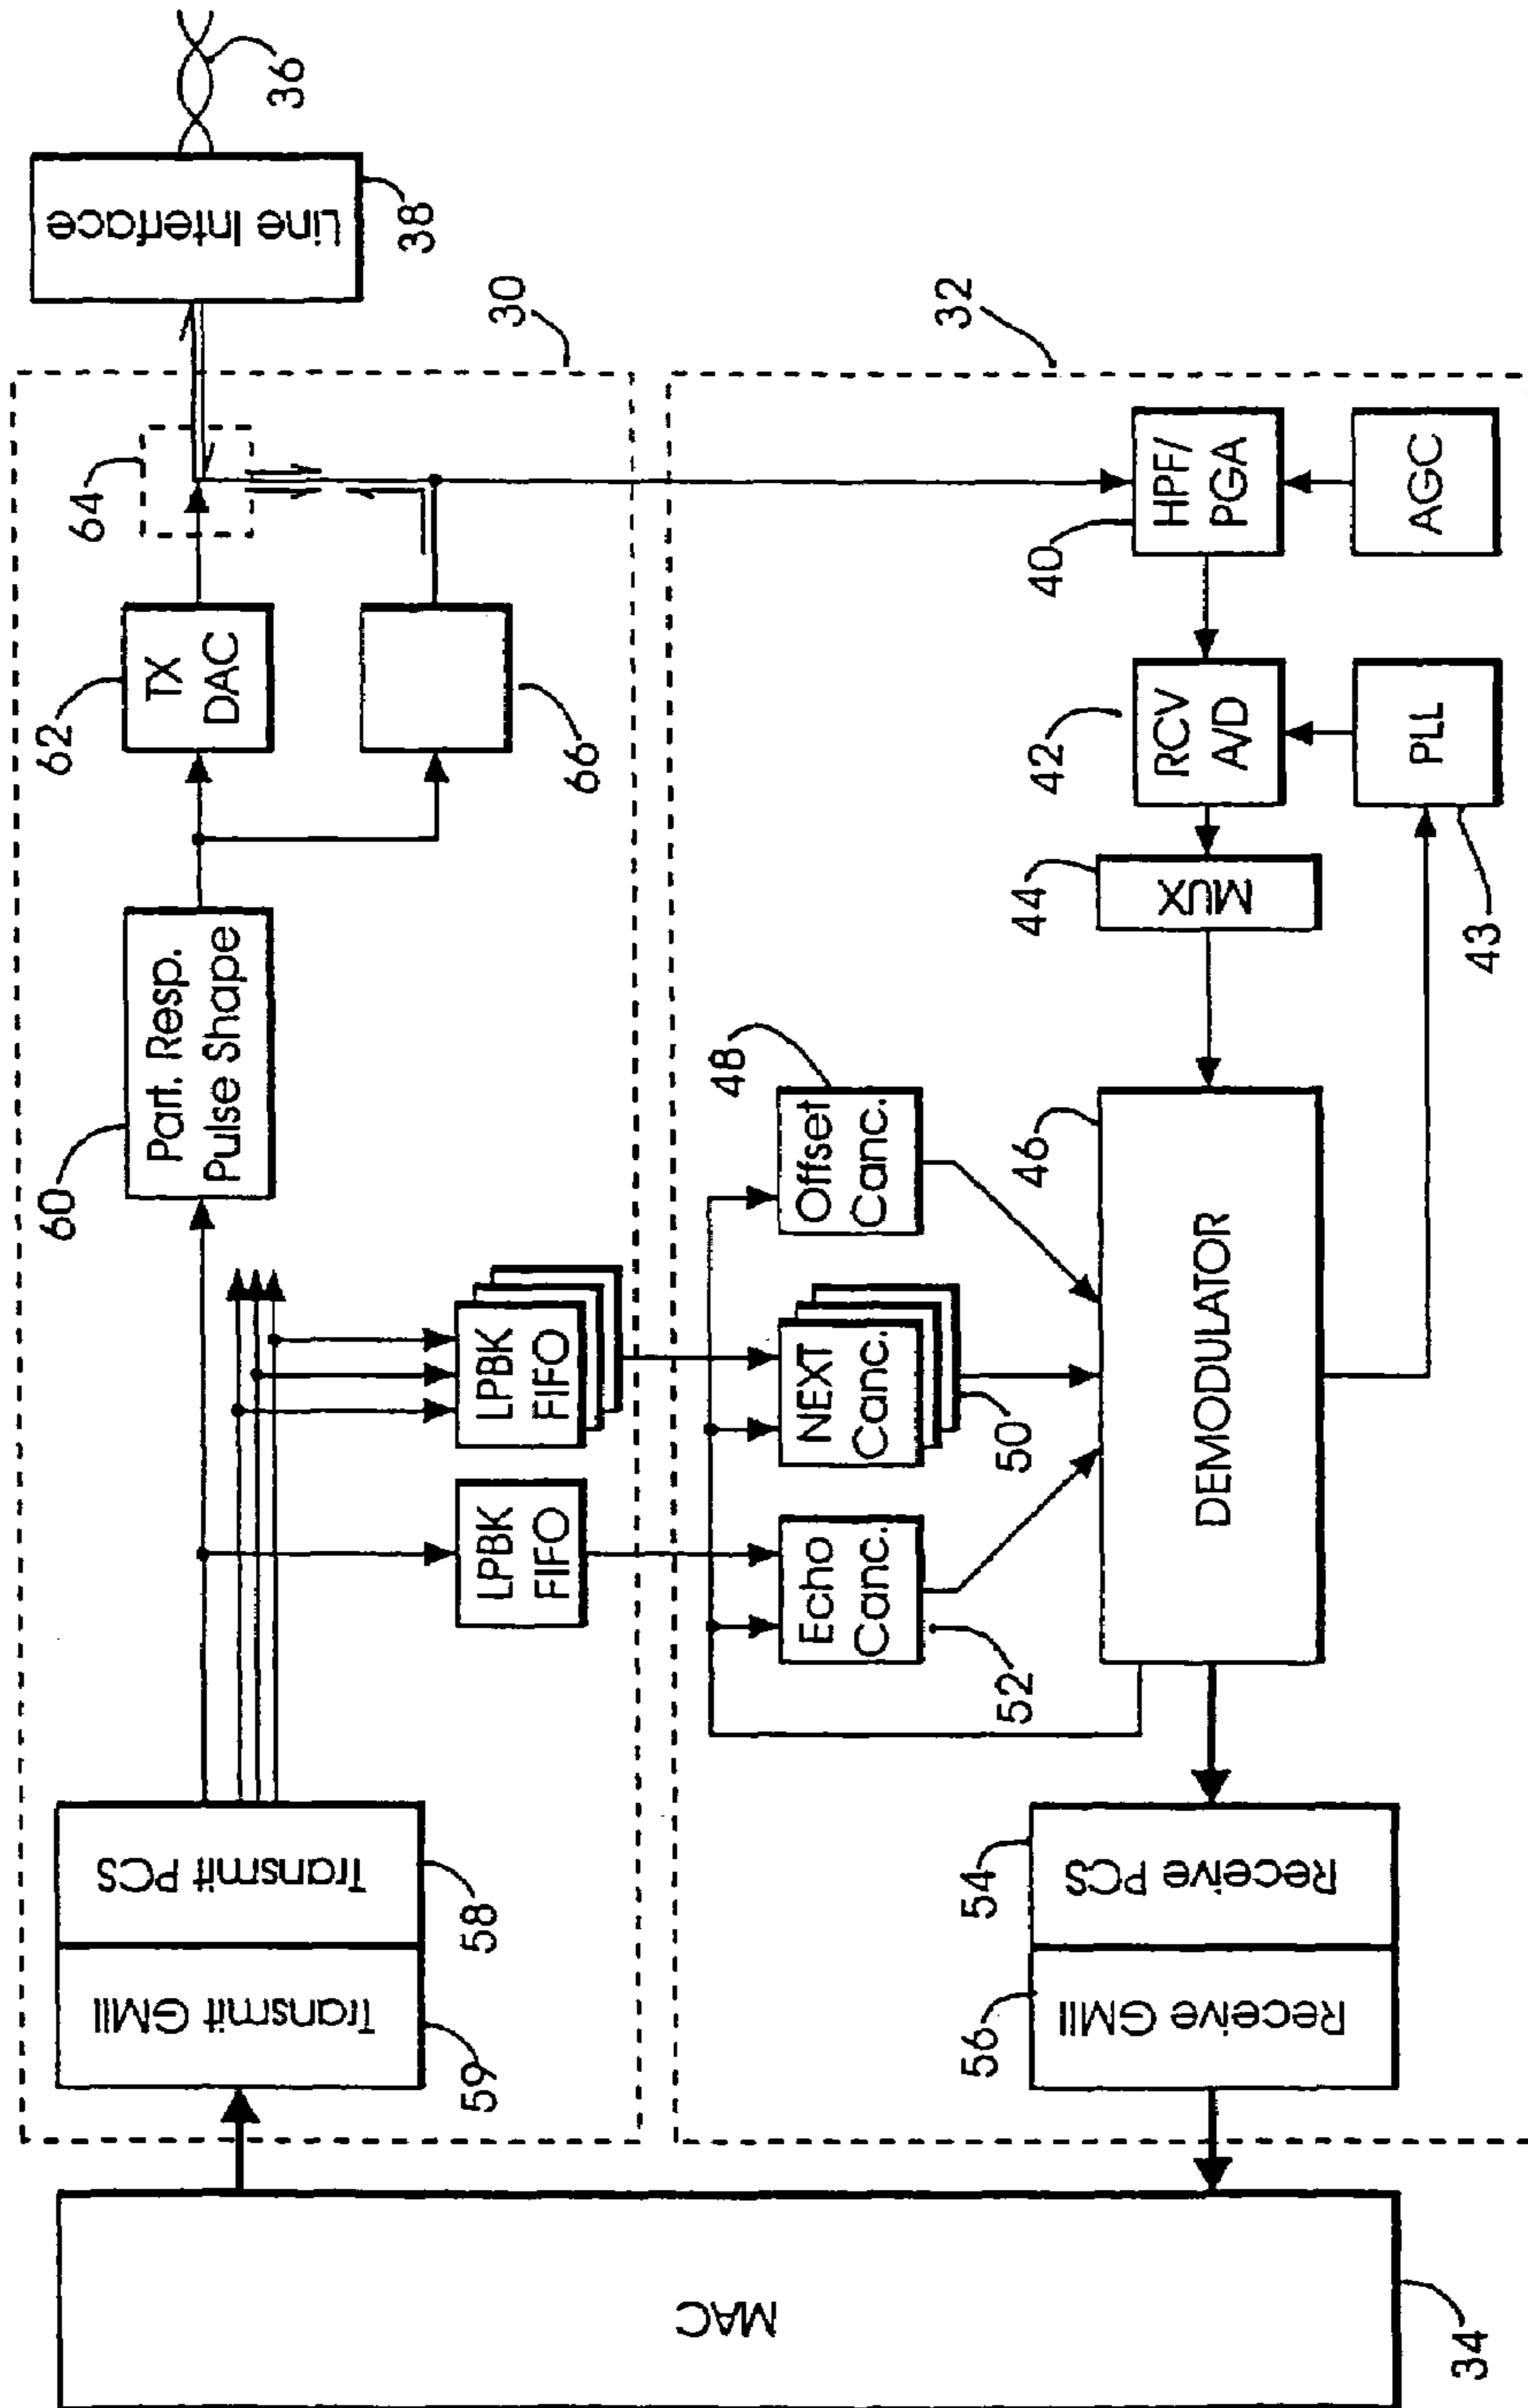 36
Line Interface
38
30
64
62
TX
DAC
66
60
Part. Resp.
Pulse Shape
LPBK
FIFO
LPBK
FIFO
Transmit PCS
58
Transmit GMII
59
32
40
HPF/
PGA
AGC
42
RCV
A/D
PLL
43
44
MUX
48
Offset
Canc.
NEXT
Canc.
50
Echo
Canc.
52
46
DEMODULATOR
54
Receive PCS
56
Receive GMII
MAC
34